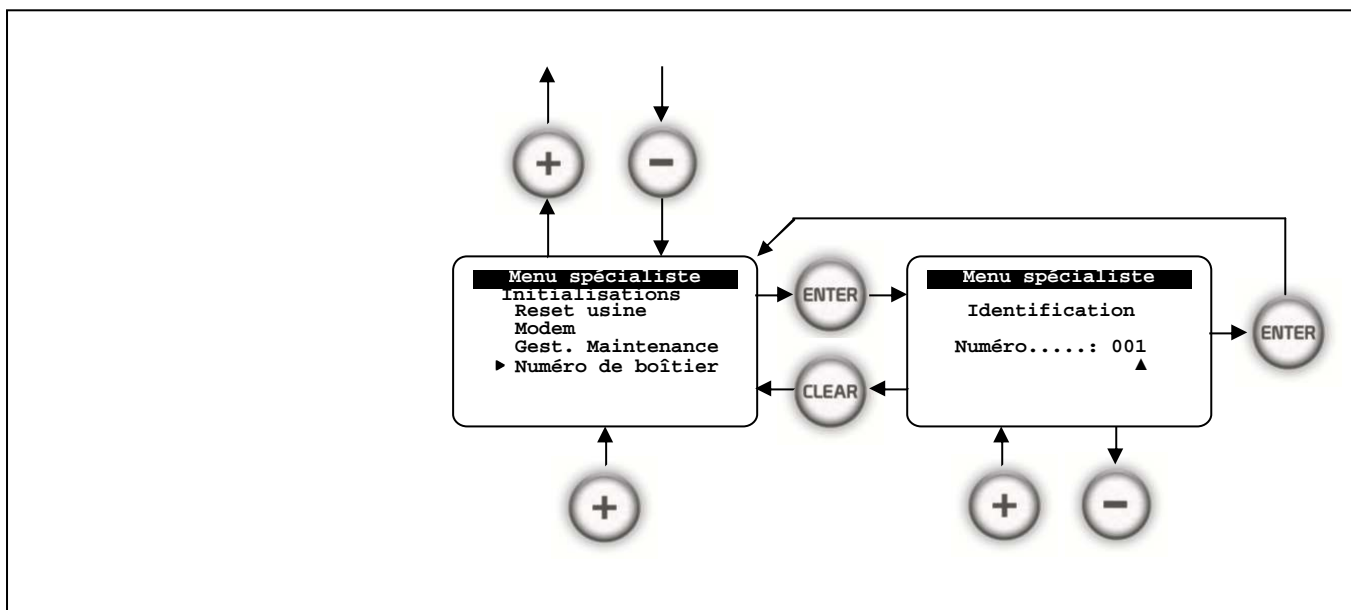 +
−
Menu spécialiste
Initialisations
Reset usine
Modem
Gest. Maintenance
▶ Numéro de boîtier
ENTER
CLEAR
Menu spécialiste
Identification
Numéro.....: 001
▲
ENTER
+
+
−